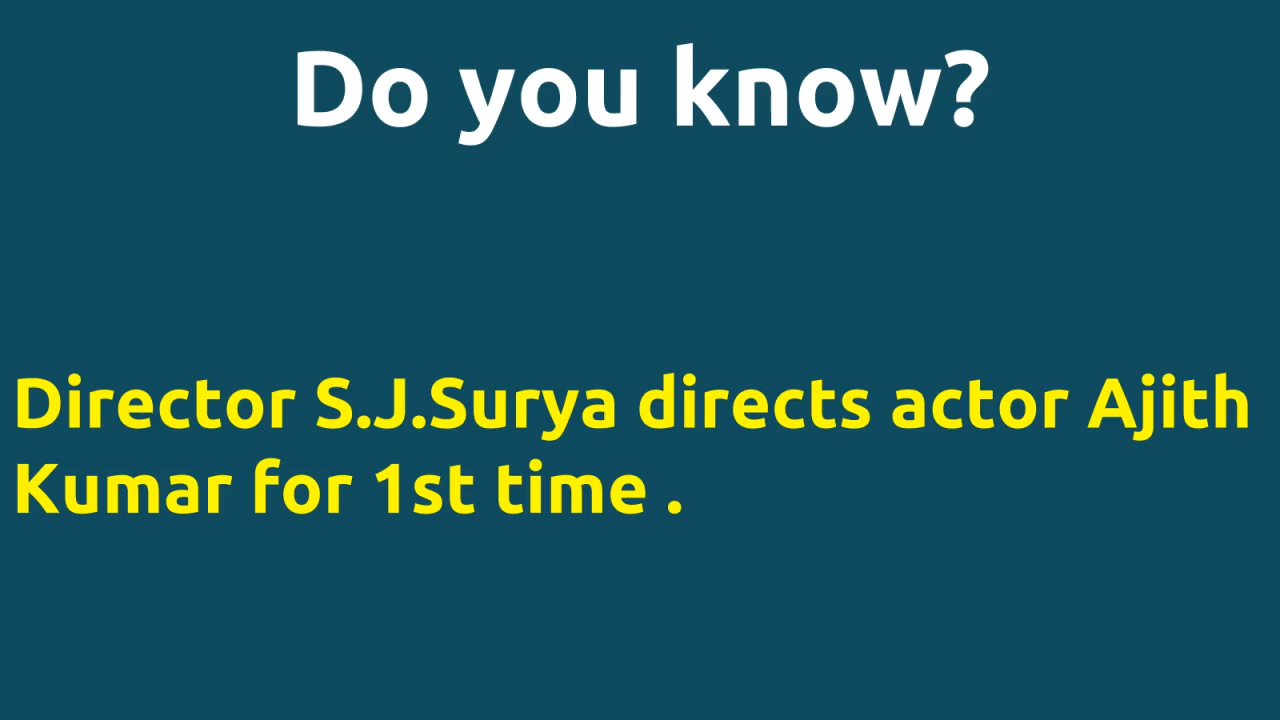 Do you know?
Director S.J.Surya directs actor Ajith
Kumar for 1st time .